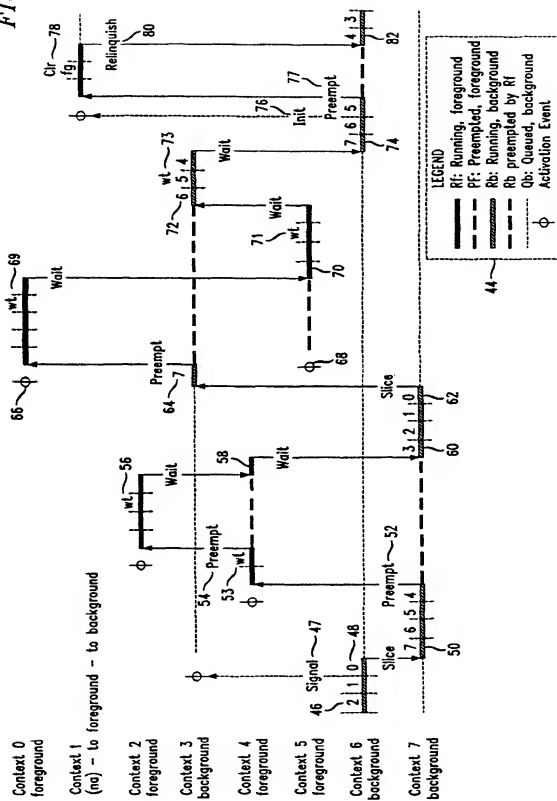 FI
Context 0
foreground
66
69
wt
Wait
Context 1
(na) – to foreground – to background
Clr
78
fg
Relinquish
80
Context 2
foreground
wt
56
Wait
Preempt
Context 3
background
54
Preempt
64
7
72
6 5 4
wt
73
Wait
Context 4
foreground
53
wt
58
Wait
Context 5
foreground
Signal
47
68
70
wt
71
Wait
Init
76
Preempt
77
Context 6
background
46
2 1 0
48
Slice
Preempt
52
Slice
7 6 5
74
4 3
82
Context 7
background
50
7 6 5 4
3 2 1 0
60
62
44
LEGEND
Rf: Running, foreground
PF: Preempted, foreground
Rb: Running, background
Rb preempted by Rf
Qb: Queued, background
Activation Event